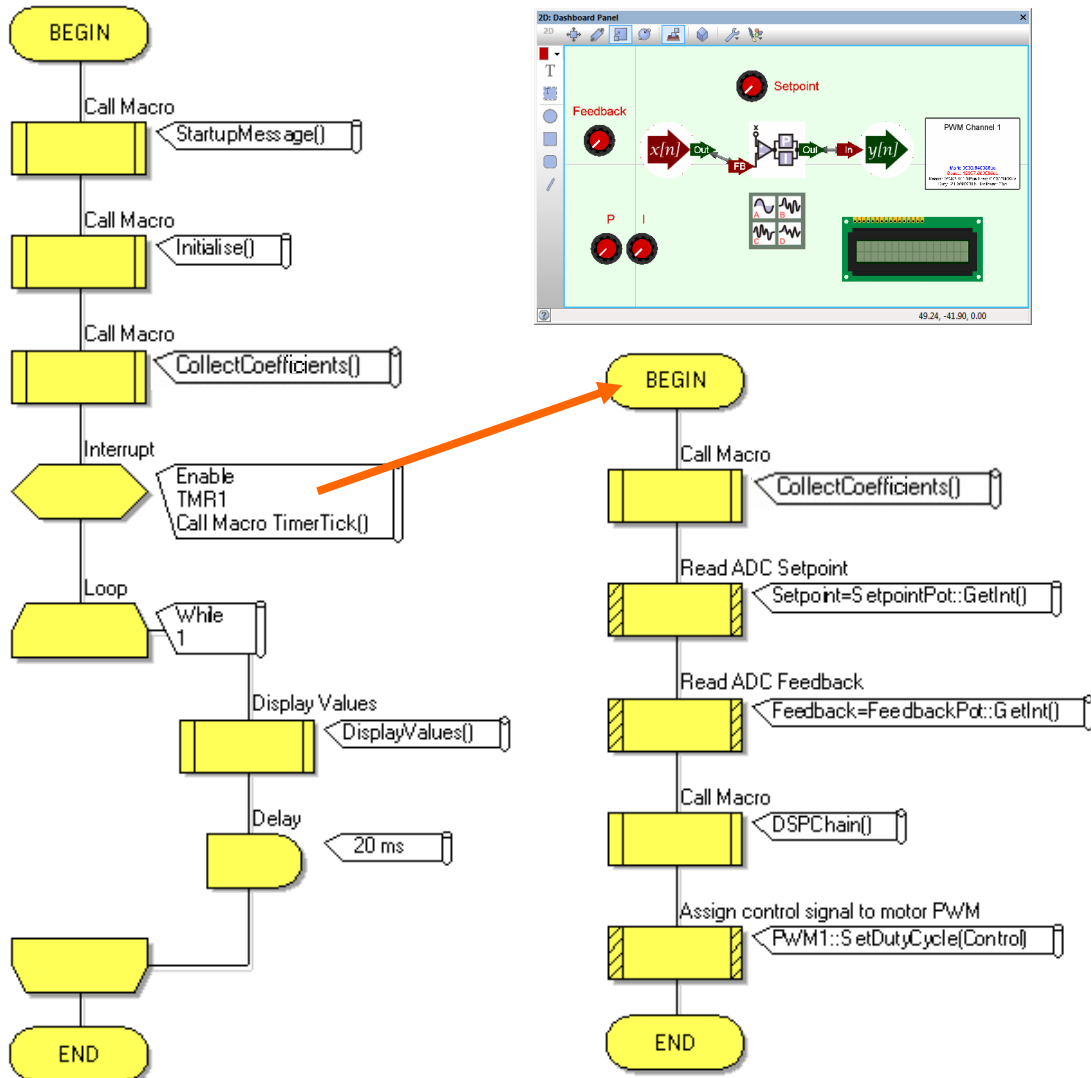 BEGIN
Call Macro
StartupMessage()
Call Macro
Initialise()
Call Macro
CollectCoefficients()
Interrupt
Enable
TMR1
Call Macro TimerTick()
Loop
While
1
Display Values
DisplayValues()
Delay
20 ms
END
2D: Dashboard Panel
2D
T
Setpoint
Feedback
x[n]
Out
FB
x
Out
In
y[n]
PWM Channel 1
P I
A B
C D
49.24, -41.90, 0.00
BEGIN
Call Macro
CollectCoefficients()
Read ADC Setpoint
Setpoint=SetpointPot::GetInt()
Read ADC Feedback
Feedback=FeedbackPot::GetInt()
Call Macro
DSPChain()
Assign control signal to motor PWM
PWM1::SetDutyCycle(Control)
END